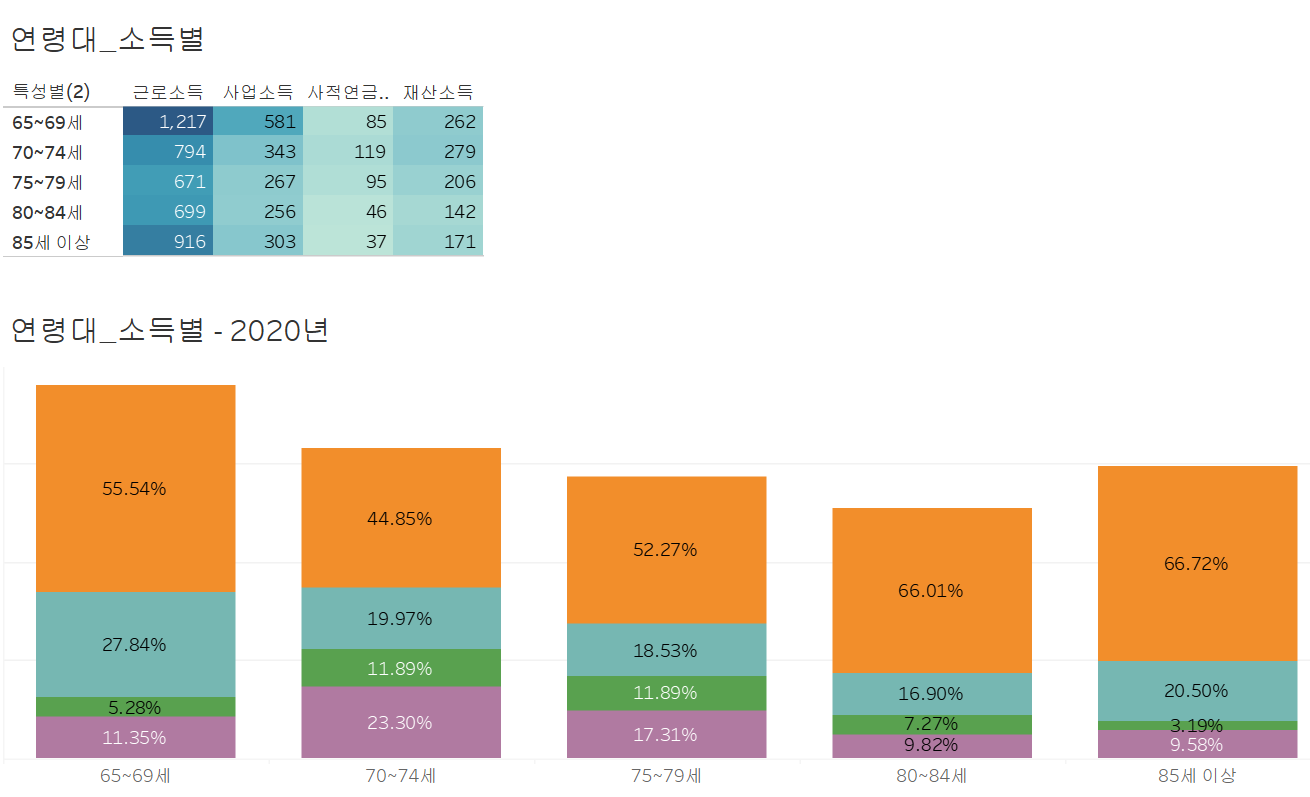 연령대_소득별
특성별(2) 근로소득 사업소득 사적연금.. 재산소득
65~69세 1,217 581 85 262
70~74세 794 343 119 279
75~79세 671 267 95 206
80~84세 699 256 46 142
85세 이상 916 303 37 171
연령대_소득별 - 2020년
55.54% 44.85% 52.27% 66.01% 66.72%
27.84% 19.97% 18.53% 16.90% 20.50%
5.28% 11.89% 11.89% 7.27% 3.19%
11.35% 23.30% 17.31% 9.82% 9.58%
65~69세 70~74세 75~79세 80~84세 85세 이상